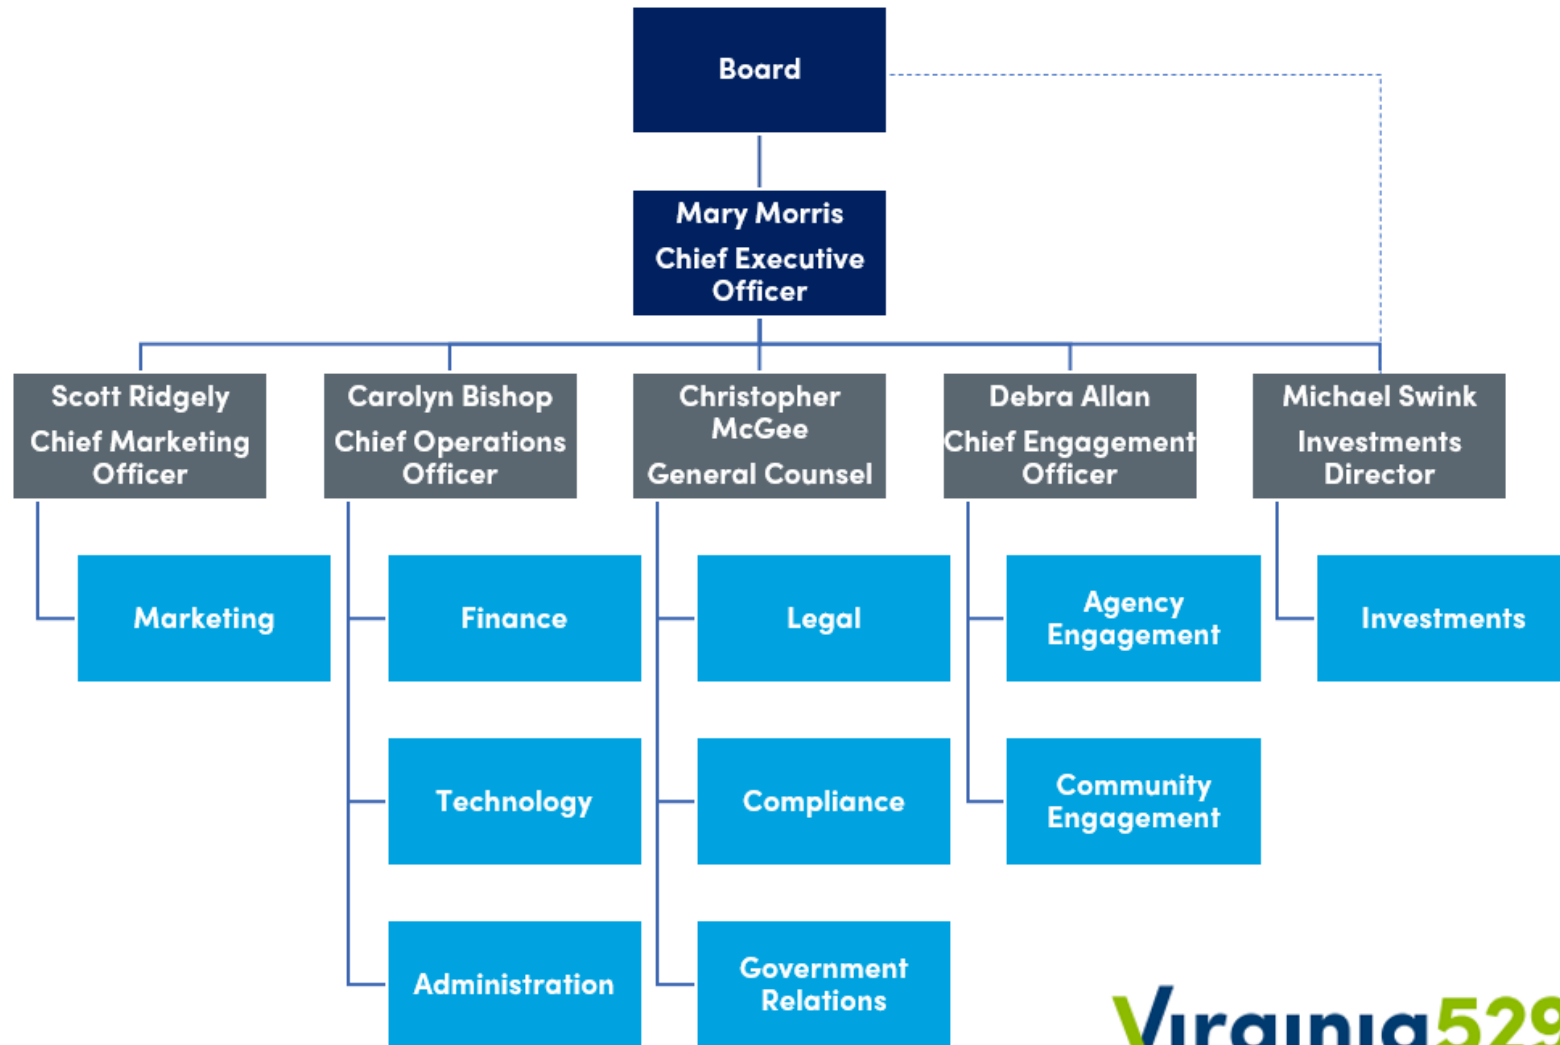 Board
Mary Morris
Chief Executive
Officer
Scott Ridgely
Chief Marketing
Officer
Carolyn Bishop
Chief Operations
Officer
Christopher
McGee
General Counsel
Debra Allan
Chief Engagement
Officer
Michael Swink
Investments
Director
Marketing
Finance
Legal
Agency
Engagement
Investments
Technology
Compliance
Community
Engagement
Administration
Government
Relations
Virginia529